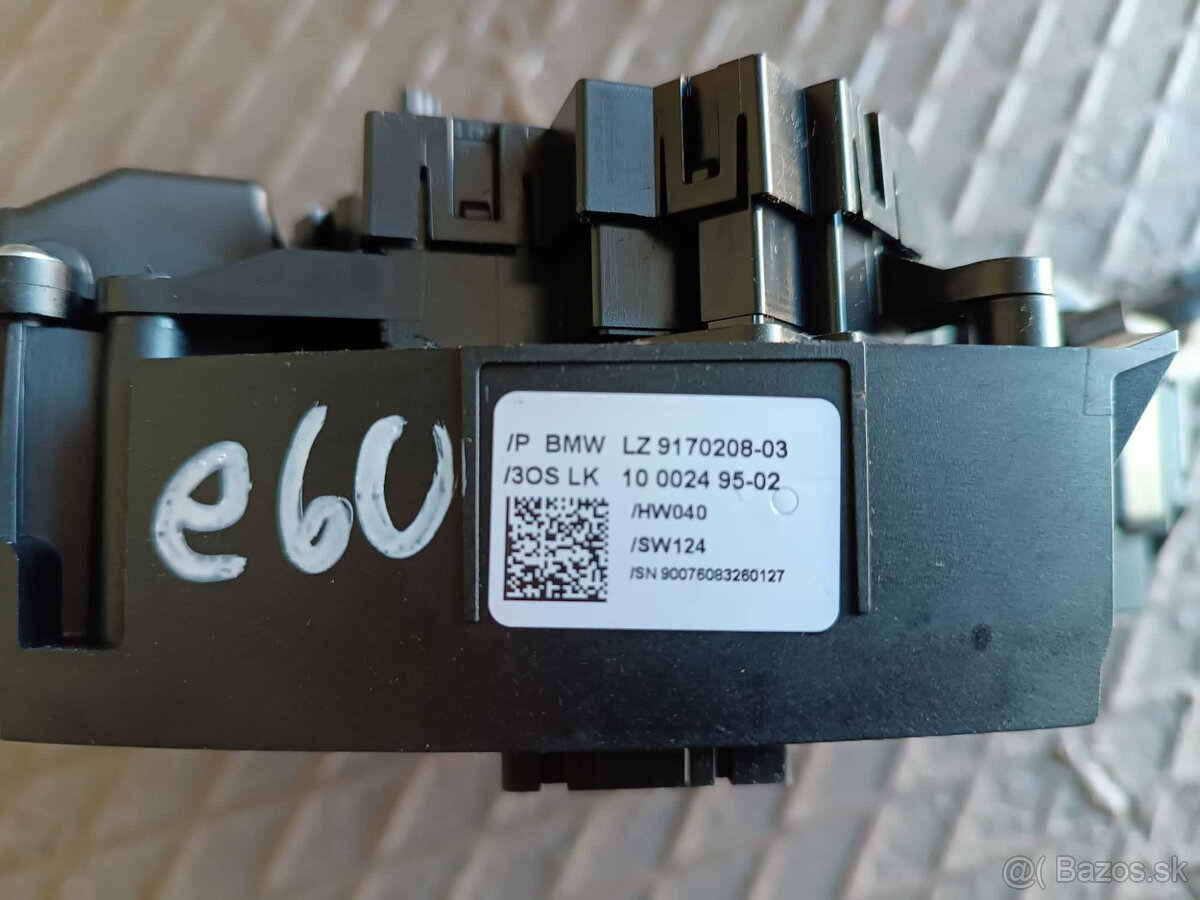 e60
/P BMW LZ 9170208-03
/3OS LK 10 0024 95-02
/HW040
/SW124
/SN 90076083260127
@( Bazos.sk